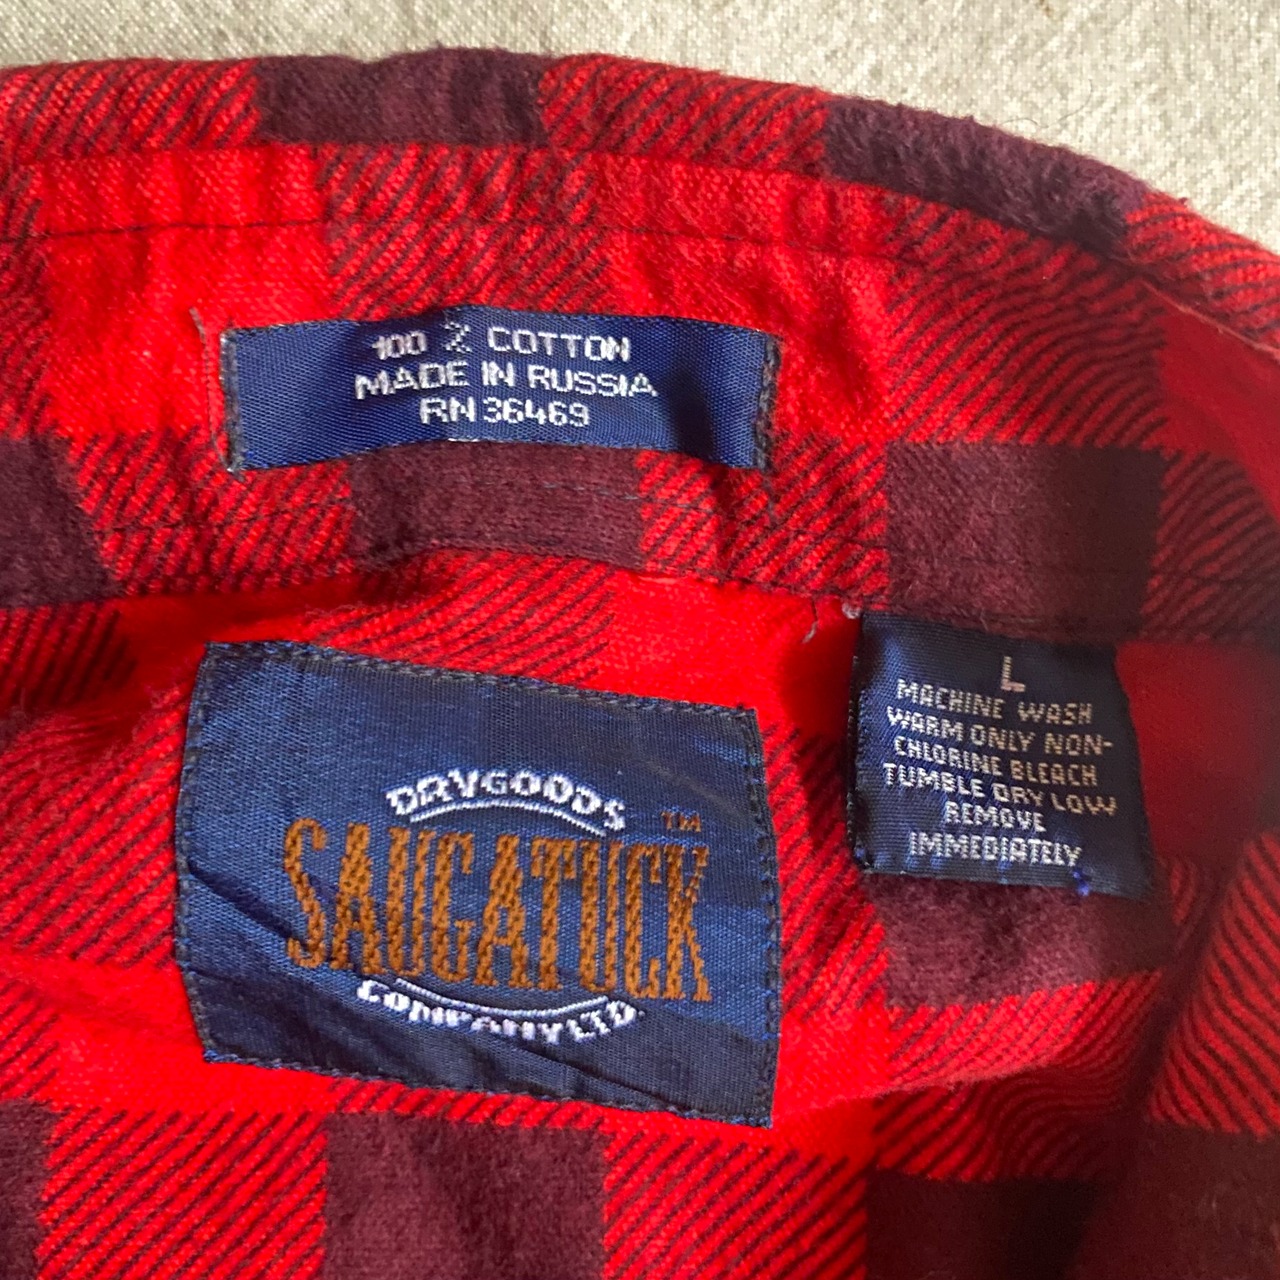 100 % COTTON
MADE IN RUSSIA
RN 36469
DRYGOODS
SAUGATUCK ™
COMPANY LTD.
L
MACHINE WASH
WARM ONLY NON-
CHLORINE BLEACH
TUMBLE DRY LOW
REMOVE
IMMEDIATELY